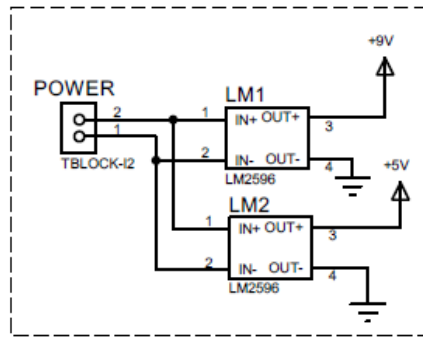 +9V
POWER
LM1
2
1
IN+ OUT+
3
1
2
IN- OUT-
4
TBLOCK-I2
LM2596
+5V
LM2
1
IN+ OUT+
3
2
IN- OUT-
4
LM2596